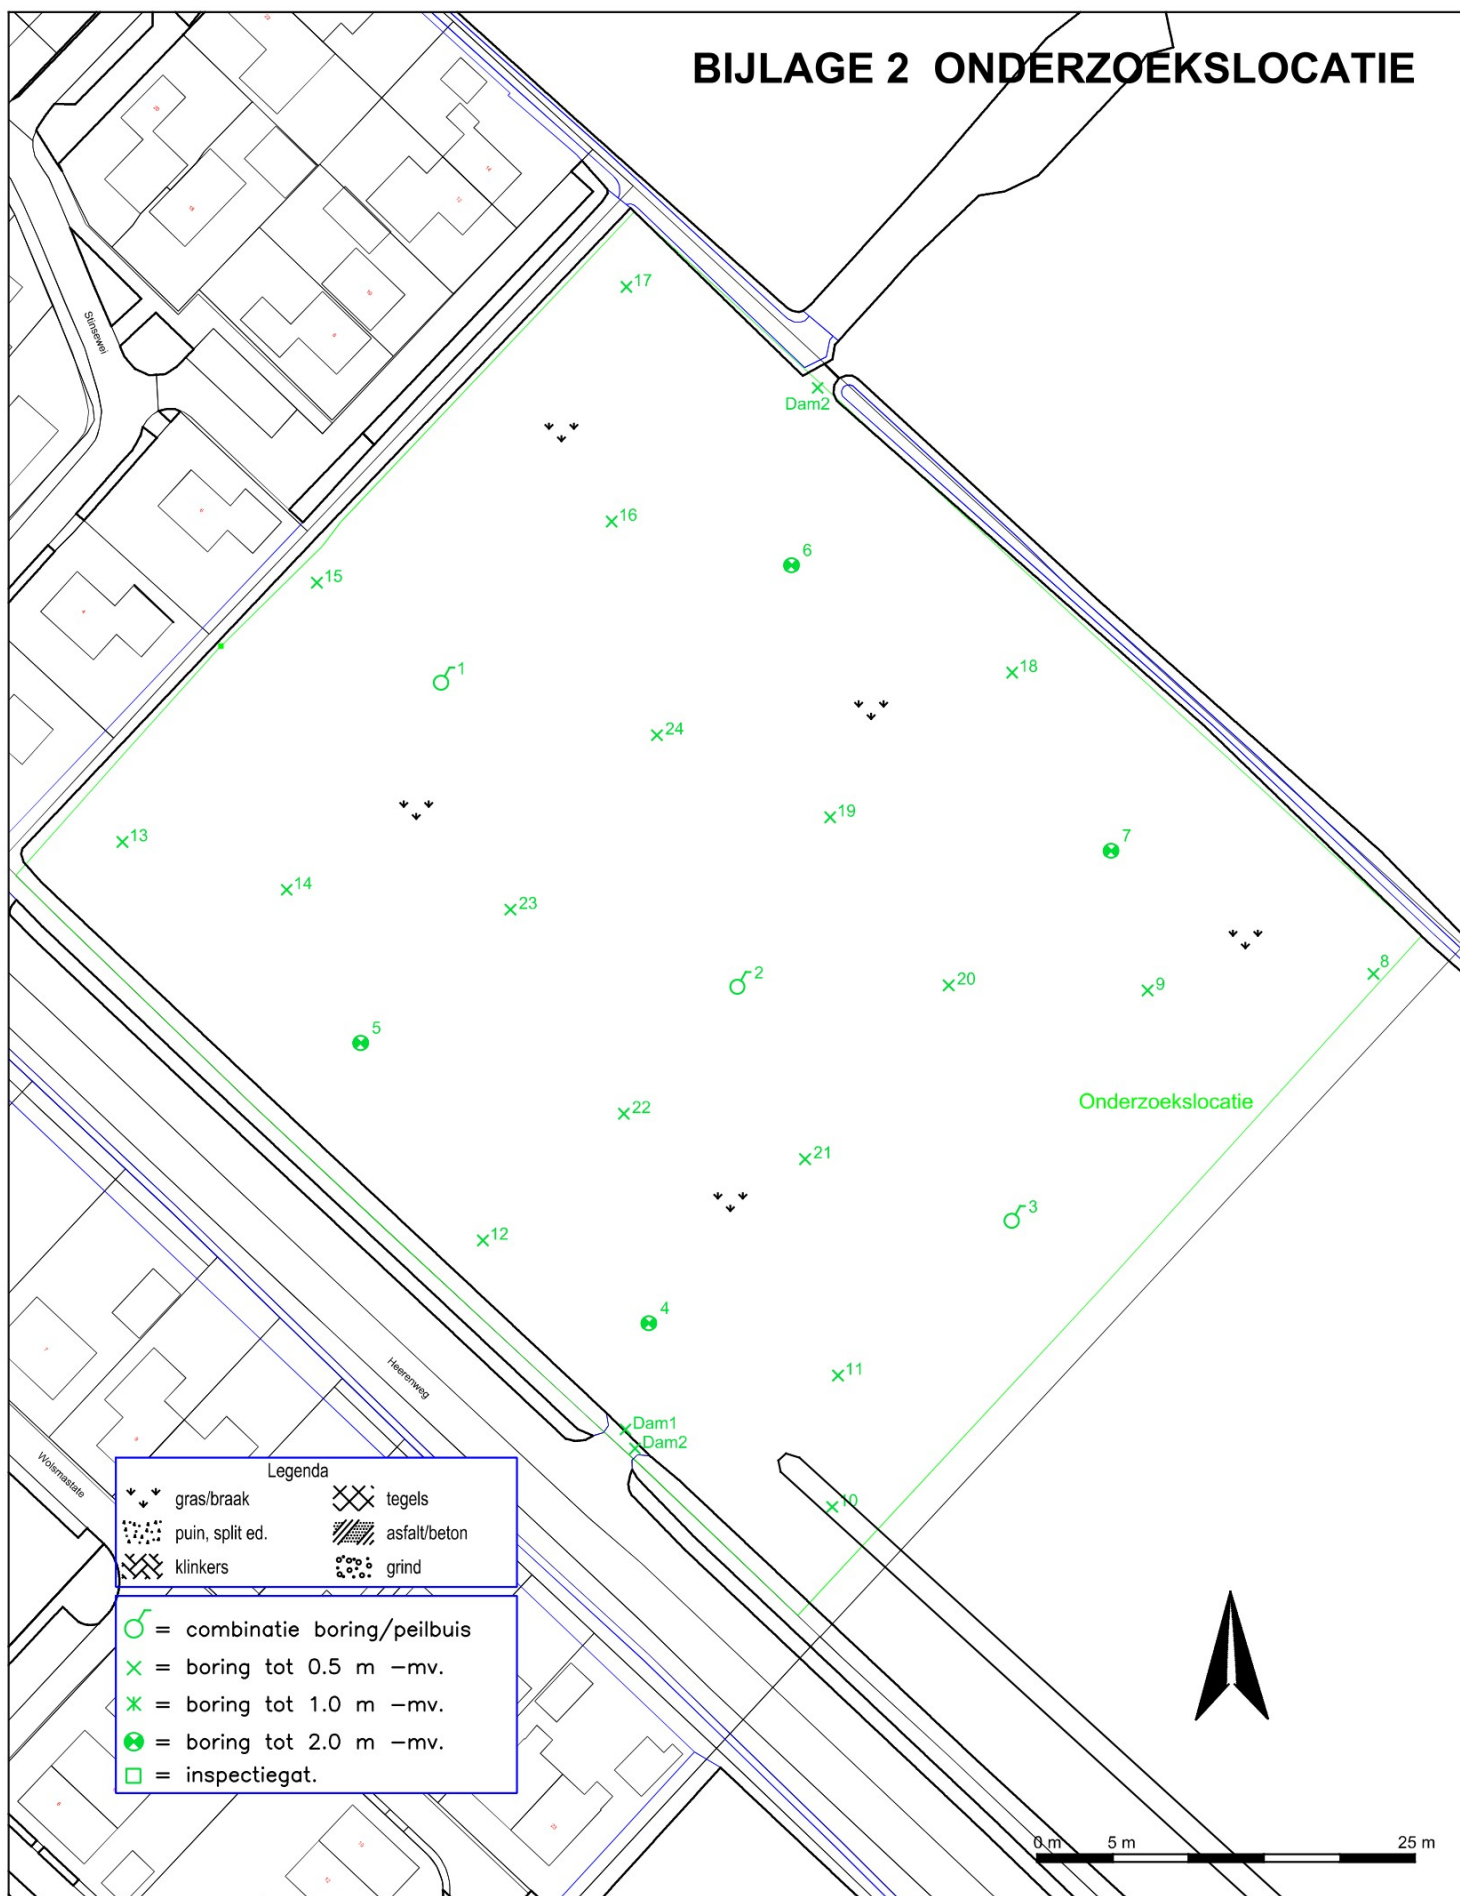 BIJLAGE 2 ONDERZOEKSLOCATIE
Stinsewei
17
Dam2
16
6
15
1
18
24
19
13
7
14
23
2
20
9
8
5
Onderzoekslocatie
22
21
3
12
4
11
Heerenweg
Dam1
Dam2
Wolsmastate
10
Legenda
gras/braak
tegels
puin, split ed.
asfalt/beton
klinkers
grind
= combinatie boring/peilbuis
= boring tot 0.5 m -mv.
= boring tot 1.0 m -mv.
= boring tot 2.0 m -mv.
= inspectiegat.
0 m 5 m 25 m